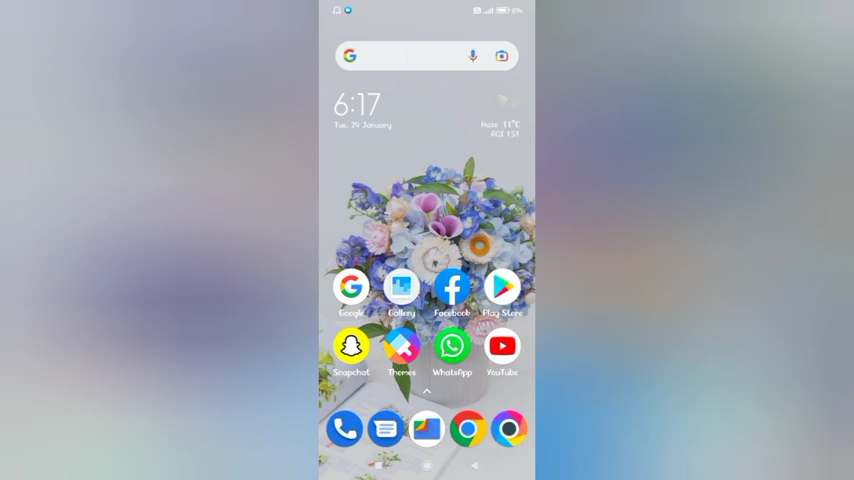 6:17
Tue, 24 January
Haze 11°C
AQI 151
Google
Gallery
Facebook
Play Store
Snapchat
Themes
WhatsApp
YouTube